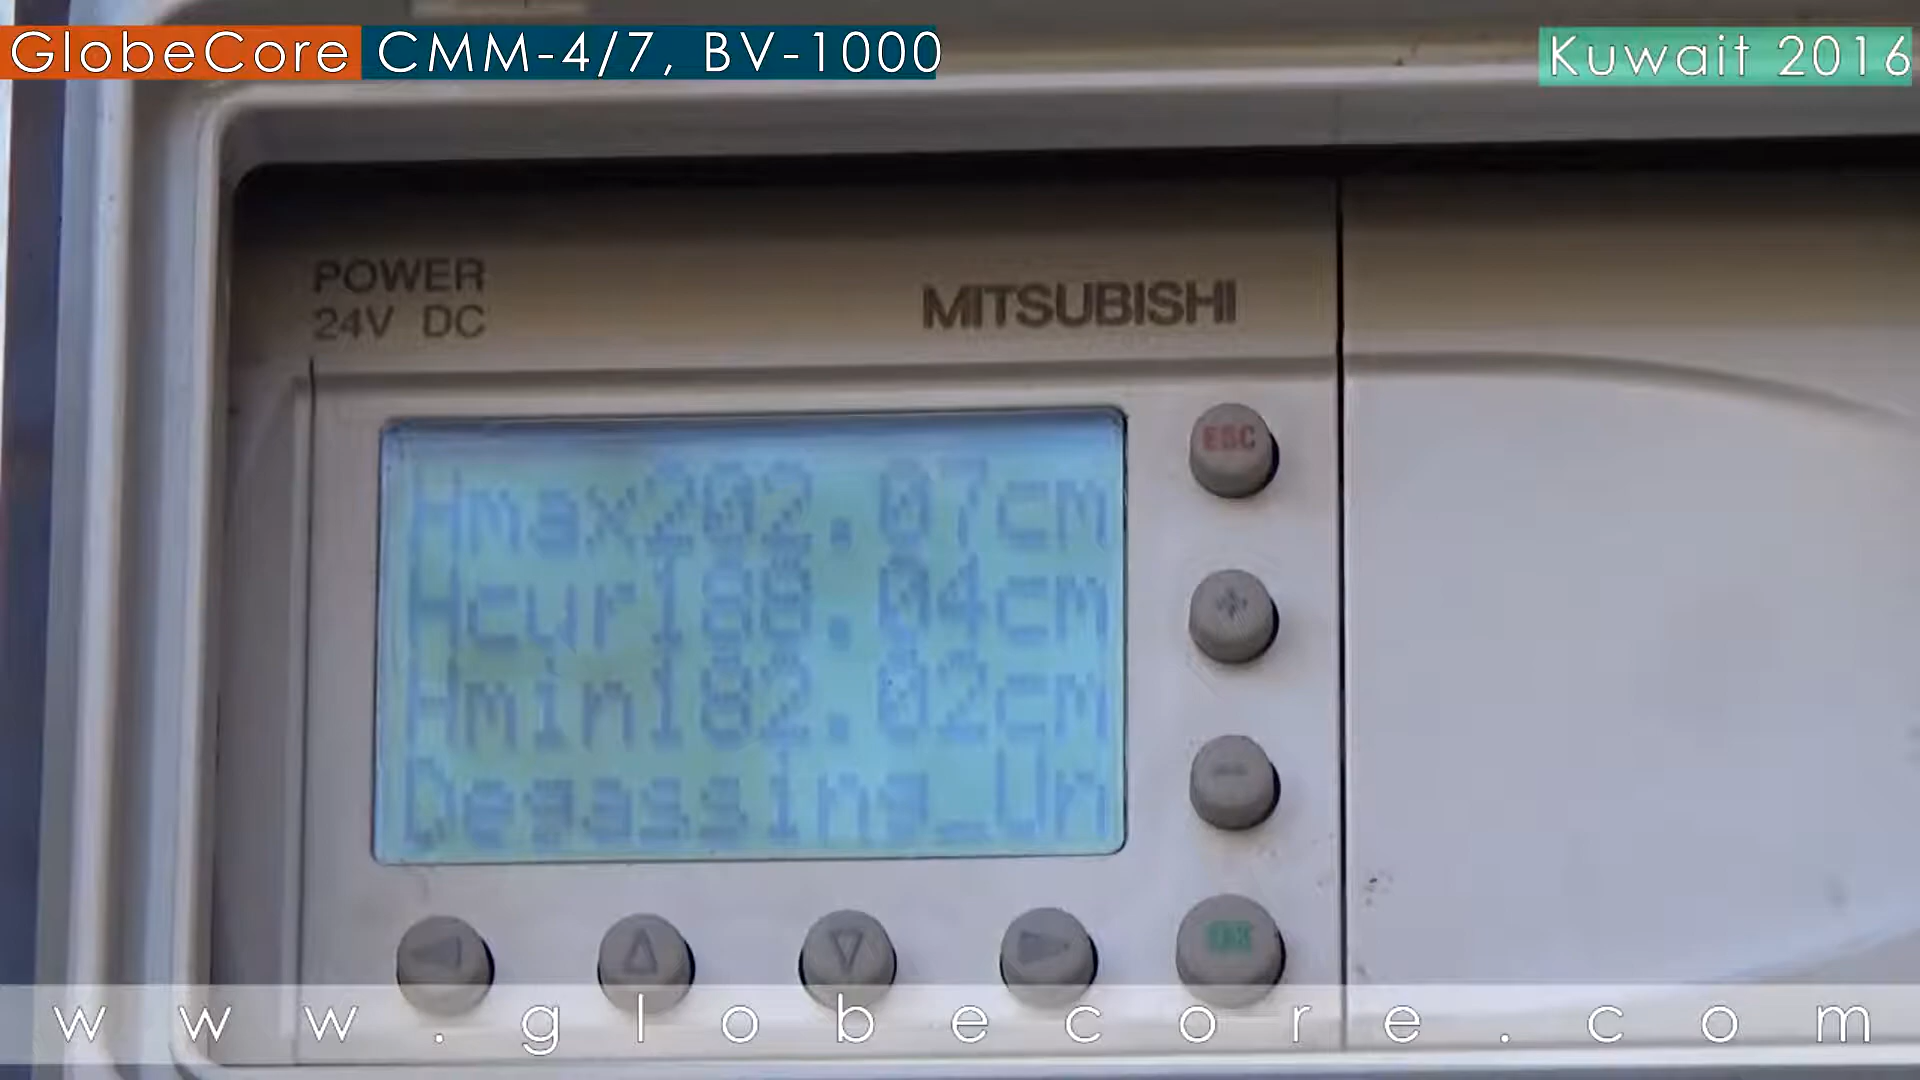 GlobeCore CMM-4/7, BV-1000
Kuwait 2016
POWER
24V DC
MITSUBISHI
Hmax202.07cm
Hcur188.04cm
Hmin182.02cm
Degassing_Un
ESC
+
-
www.globecore.com